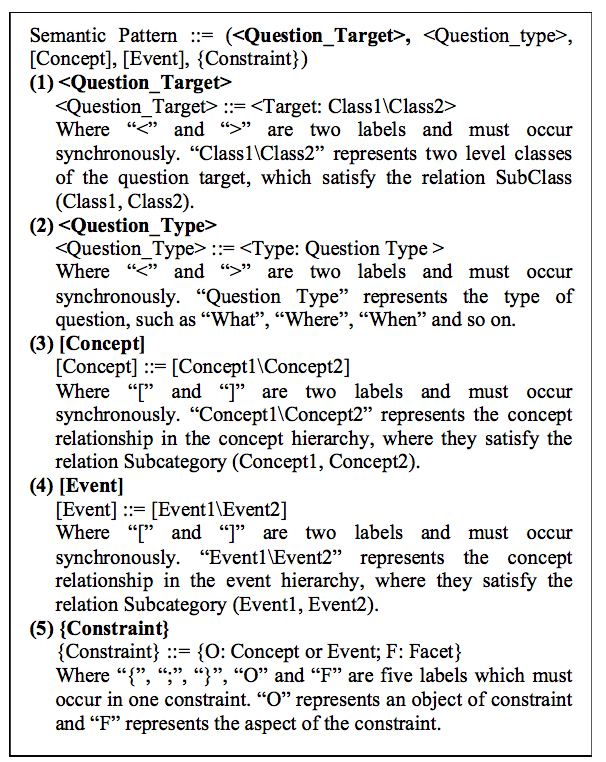 Semantic Pattern ::= (<Question_Target>, <Question_type>,
[Concept], [Event], {Constraint})
(1) <Question_Target>
<Question_Target> ::= <Target: Class1\Class2>
Where “<” and “>” are two labels and must occur
synchronously. “Class1\Class2” represents two level classes
of the question target, which satisfy the relation SubClass
(Class1, Class2).
(2) <Question_Type>
<Question_Type> ::= <Type: Question Type >
Where “<” and “>” are two labels and must occur
synchronously. “Question Type” represents the type of
question, such as “What”, “Where”, “When” and so on.
(3) [Concept]
[Concept] ::= [Concept1\Concept2]
Where “[” and “]” are two labels and must occur
synchronously. “Concept1\Concept2” represents the concept
relationship in the concept hierarchy, where they satisfy the
relation Subcategory (Concept1, Concept2).
(4) [Event]
[Event] ::= [Event1\Event2]
Where “[” and “]” are two labels and must occur
synchronously. “Event1\Event2” represents the concept
relationship in the event hierarchy, where they satisfy the
relation Subcategory (Event1, Event2).
(5) {Constraint}
{Constraint} ::= {O: Concept or Event; F: Facet}
Where “{”, “;”, “}”, “O” and “F” are five labels which must
occur in one constraint. “O” represents an object of constraint
and “F” represents the aspect of the constraint.